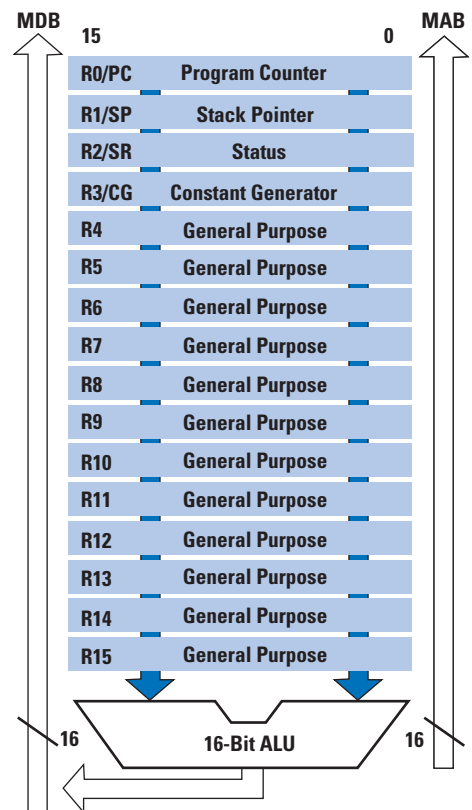 MDB MAB
15 0
R0/PC Program Counter
R1/SP Stack Pointer
R2/SR Status
R3/CG Constant Generator
R4 General Purpose
R5 General Purpose
R6 General Purpose
R7 General Purpose
R8 General Purpose
R9 General Purpose
R10 General Purpose
R11 General Purpose
R12 General Purpose
R13 General Purpose
R14 General Purpose
R15 General Purpose
16 16-Bit ALU 16